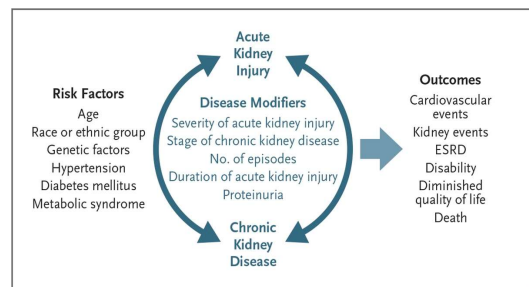 Acute
Kidney
Injury
Risk Factors
Age
Race or ethnic group
Genetic factors
Hypertension
Diabetes mellitus
Metabolic syndrome
Disease Modifiers
Severity of acute kidney injury
Stage of chronic kidney disease
No. of episodes
Duration of acute kidney injury
Proteinuria
Chronic
Kidney
Disease
Outcomes
Cardiovascular
events
Kidney events
ESRD
Disability
Diminished
quality of life
Death